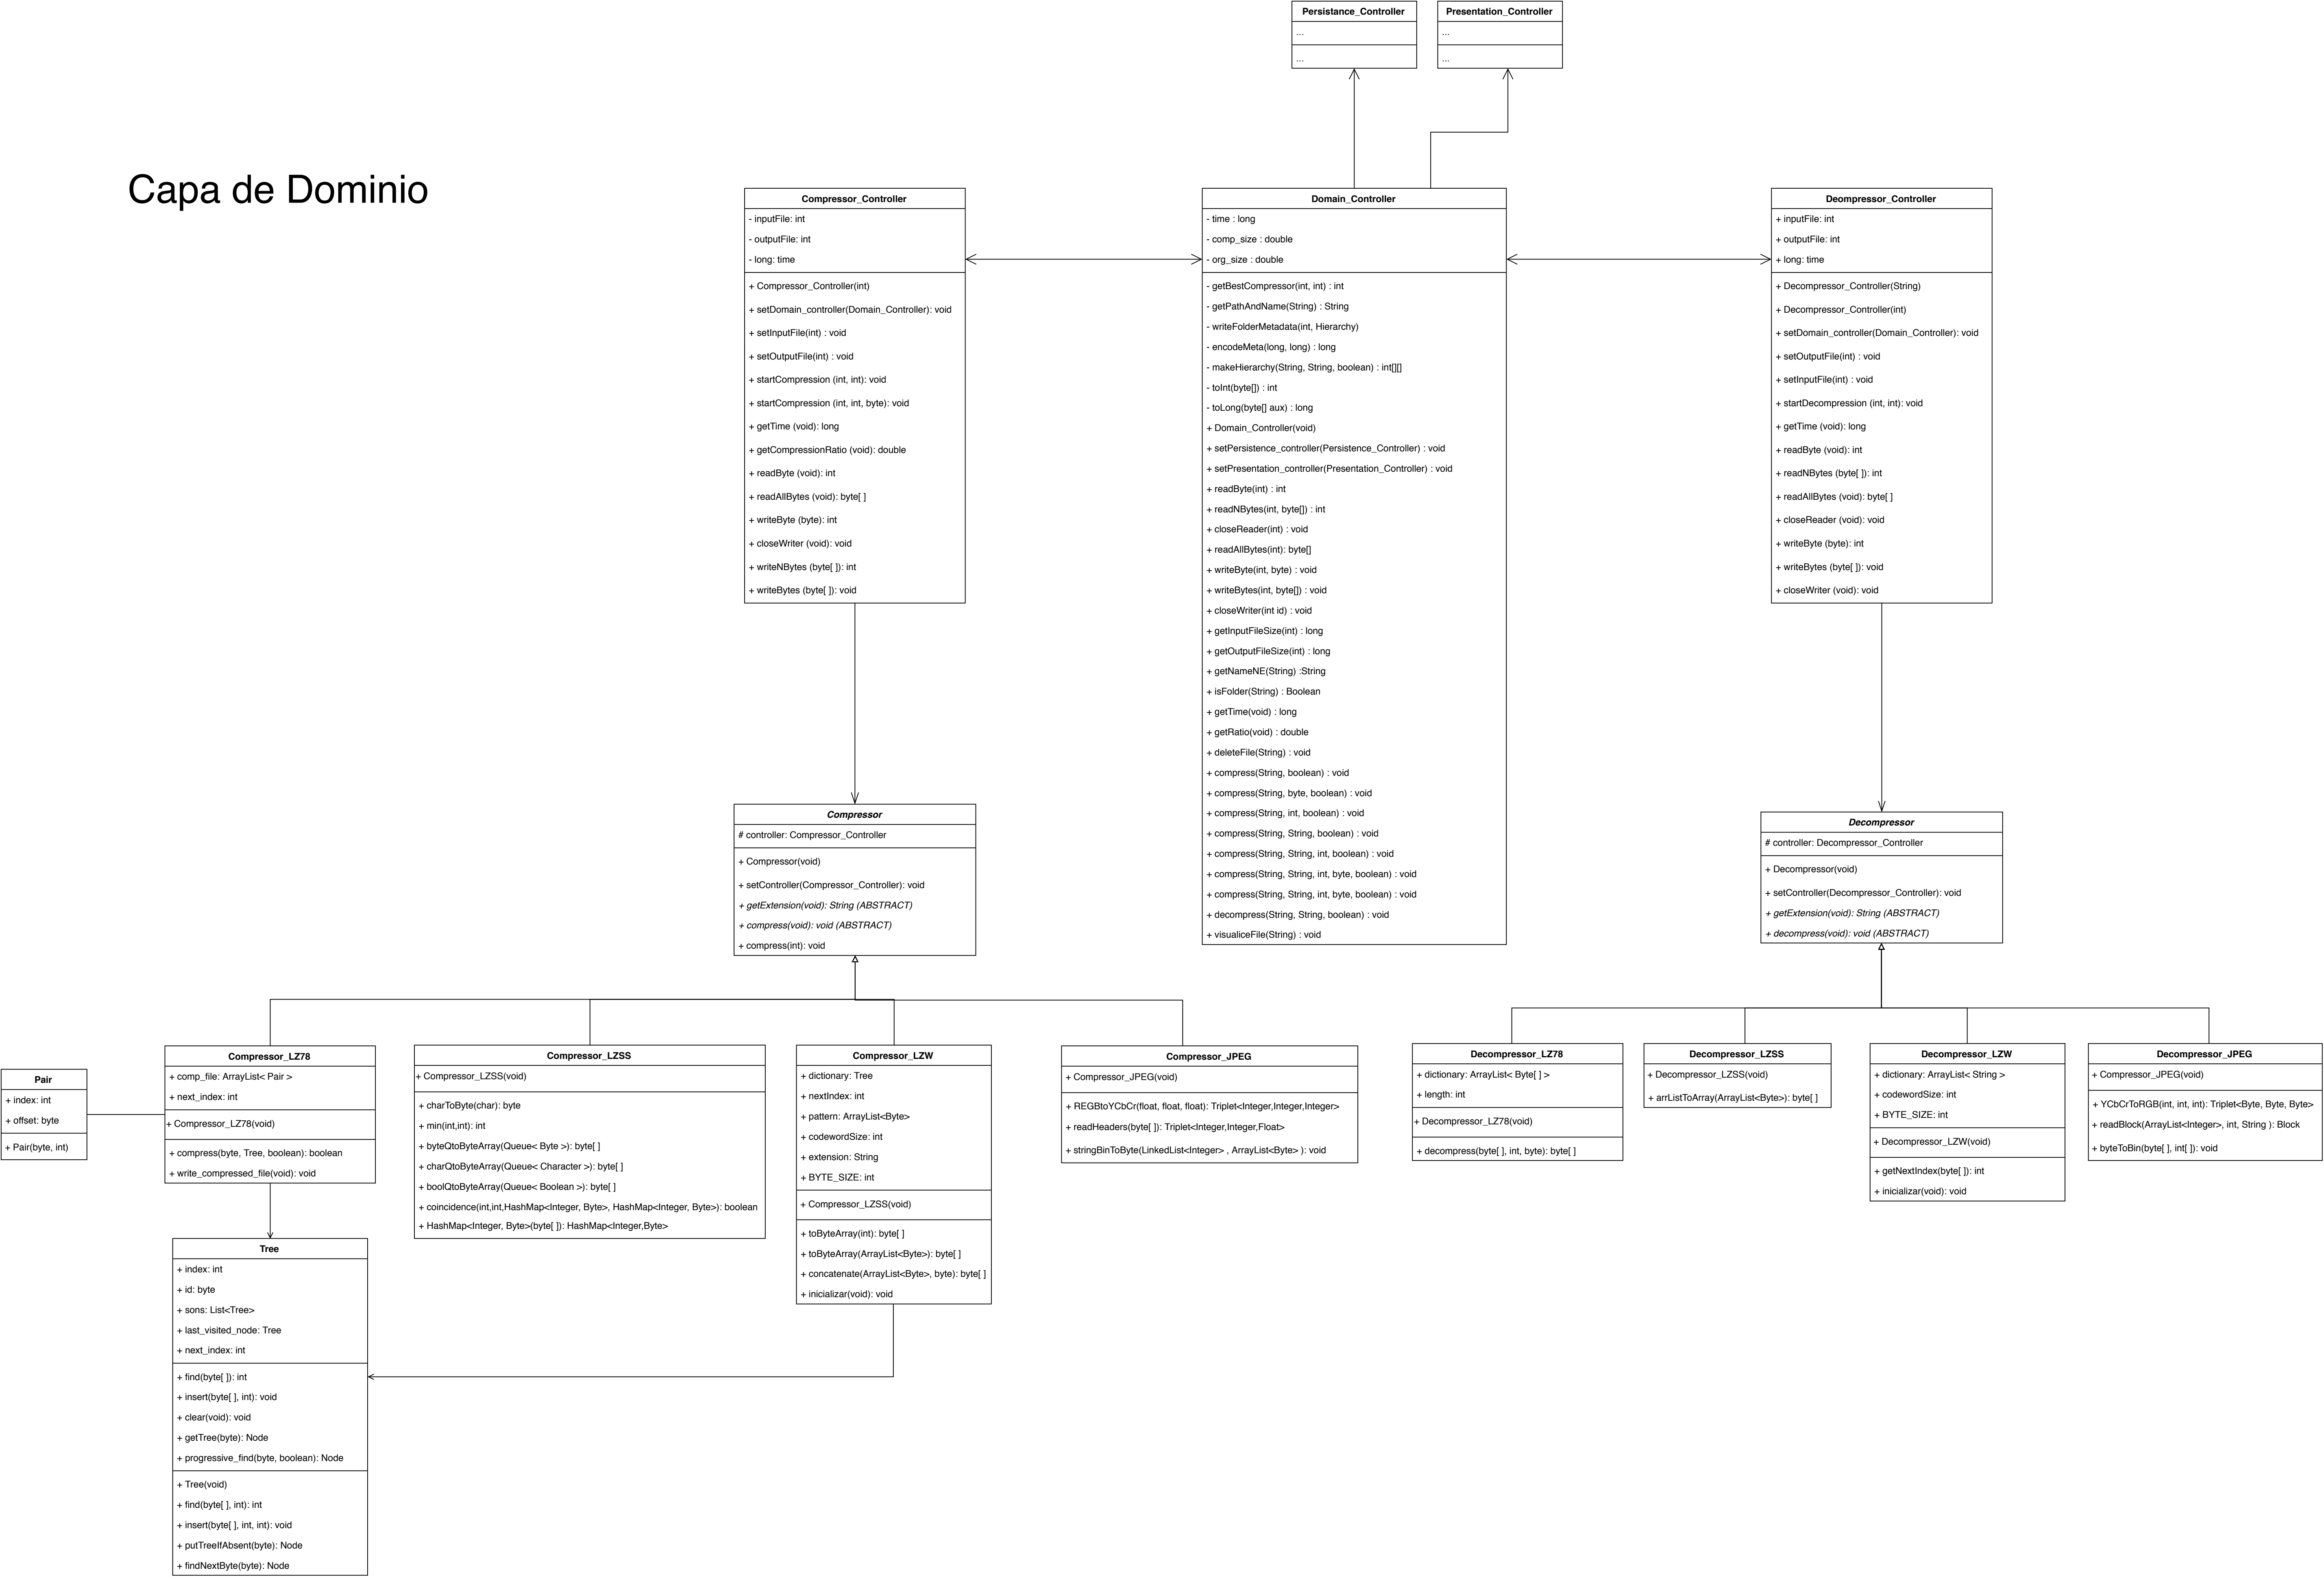 Persistance_Controller
...
...
Presentation_Controller
...
...
Capa de Dominio
Compressor_Controller
- inputFile: int
- outputFile: int
- long: time
+ Compressor_Controller(int)
+ setDomain_controller(Domain_Controller): void
+ setInputFile(int) : void
+ setOutputFile(int) : void
+ startCompression (int, int): void
+ startCompression (int, int, byte): void
+ getTime (void): long
+ getCompressionRatio (void): double
+ readByte (void): int
+ readAllBytes (void): byte[ ]
+ writeByte (byte): int
+ closeWriter (void): void
+ writeNBytes (byte[ ]): int
+ writeBytes (byte[ ]): void
Domain_Controller
- time : long
- comp_size : double
- org_size : double
- getBestCompressor(int, int) : int
- getPathAndName(String) : String
- writeFolderMetadata(int, Hierarchy)
- encodeMeta(long, long) : long
- makeHierarchy(String, String, boolean) : int[][]
- toInt(byte[]) : int
- toLong(byte[] aux) : long
+ Domain_Controller(void)
+ setPersistence_controller(Persistence_Controller) : void
+ setPresentation_controller(Presentation_Controller) : void
+ readByte(int) : int
+ readNBytes(int, byte[]) : int
+ closeReader(int) : void
+ readAllBytes(int): byte[]
+ writeByte(int, byte) : void
+ writeBytes(int, byte[]) : void
+ closeWriter(int id) : void
+ getInputFileSize(int) : long
+ getOutputFileSize(int) : long
+ getNameNE(String) :String
+ isFolder(String) : Boolean
+ getTime(void) : long
+ getRatio(void) : double
+ deleteFile(String) : void
+ compress(String, boolean) : void
+ compress(String, byte, boolean) : void
+ compress(String, int, boolean) : void
+ compress(String, String, boolean) : void
+ compress(String, String, int, boolean) : void
+ compress(String, String, int, byte, boolean) : void
+ compress(String, String, int, byte, boolean) : void
+ decompress(String, String, boolean) : void
+ visualiceFile(String) : void
Deompressor_Controller
+ inputFile: int
+ outputFile: int
+ long: time
+ Decompressor_Controller(String)
+ Decompressor_Controller(int)
+ setDomain_controller(Domain_Controller): void
+ setOutputFile(int) : void
+ setInputFile(int) : void
+ startDecompression (int, int): void
+ getTime (void): long
+ readByte (void): int
+ readNBytes (byte[ ]): int
+ readAllBytes (void): byte[ ]
+ closeReader (void): void
+ writeByte (byte): int
+ writeBytes (byte[ ]): void
+ closeWriter (void): void
Compressor
# controller: Compressor_Controller
+ Compressor(void)
+ setController(Compressor_Controller): void
+ getExtension(void): String (ABSTRACT)
+ compress(void): void (ABSTRACT)
+ compress(int): void
Decompressor
# controller: Decompressor_Controller
+ Decompressor(void)
+ setController(Decompressor_Controller): void
+ getExtension(void): String (ABSTRACT)
+ decompress(void): void (ABSTRACT)
Pair
+ index: int
+ offset: byte
+ Pair(byte, int)
Compressor_LZ78
+ comp_file: ArrayList< Pair >
+ next_index: int
+ Compressor_LZ78(void)
+ compress(byte, Tree, boolean): boolean
+ write_compressed_file(void): void
Compressor_LZSS
+ Compressor_LZSS(void)
+ charToByte(char): byte
+ min(int,int): int
+ byteQtoByteArray(Queue< Byte >): byte[ ]
+ charQtoByteArray(Queue< Character >): byte[ ]
+ boolQtoByteArray(Queue< Boolean >): byte[ ]
+ coincidence(int,int,HashMap<Integer, Byte>, HashMap<Integer, Byte>): boolean
+ HashMap<Integer, Byte>(byte[ ]): HashMap<Integer,Byte>
Compressor_LZW
+ dictionary: Tree
+ nextIndex: int
+ pattern: ArrayList<Byte>
+ codewordSize: int
+ extension: String
+ BYTE_SIZE: int
+ Compressor_LZSS(void)
+ toByteArray(int): byte[ ]
+ toByteArray(ArrayList<Byte>): byte[ ]
+ concatenate(ArrayList<Byte>, byte): byte[ ]
+ inicializar(void): void
Compressor_JPEG
+ Compressor_JPEG(void)
+ REGBtoYCbCr(float, float, float): Triplet<Integer,Integer,Integer>
+ readHeaders(byte[ ]): Triplet<Integer,Integer,Float>
+ stringBinToByte(LinkedList<Integer> , ArrayList<Byte> ): void
Decompressor_LZ78
+ dictionary: ArrayList< Byte[ ] >
+ length: int
+ Decompressor_LZ78(void)
+ decompress(byte[ ], int, byte): byte[ ]
Decompressor_LZSS
+ Decompressor_LZSS(void)
+ arrListToArray(ArrayList<Byte>): byte[ ]
Decompressor_LZW
+ dictionary: ArrayList< String >
+ codewordSize: int
+ BYTE_SIZE: int
+ Decompressor_LZW(void)
+ getNextIndex(byte[ ]): int
+ inicializar(void): void
Decompressor_JPEG
+ Compressor_JPEG(void)
+ YCbCrToRGB(int, int, int): Triplet<Byte, Byte, Byte>
+ readBlock(ArrayList<Integer>, int, String ): Block
+ byteToBin(byte[ ], int[ ]): void
Tree
+ index: int
+ id: byte
+ sons: List<Tree>
+ last_visited_node: Tree
+ next_index: int
+ find(byte[ ]): int
+ insert(byte[ ], int): void
+ clear(void): void
+ getTree(byte): Node
+ progressive_find(byte, boolean): Node
+ Tree(void)
+ find(byte[ ], int): int
+ insert(byte[ ], int, int): void
+ putTreeIfAbsent(byte): Node
+ findNextByte(byte): Node